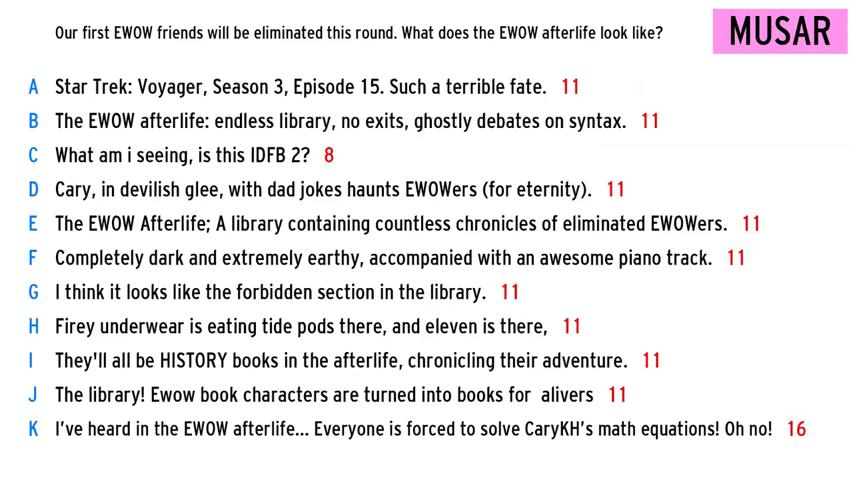 Our first EWOW friends will be eliminated this round. What does the EWOW afterlife look like?
MUSAR
A Star Trek: Voyager, Season 3, Episode 15. Such a terrible fate. 11
B The EWOW afterlife: endless library, no exits, ghostly debates on syntax. 11
C What am i seeing, is this IDFB 2? 8
D Cary, in devilish glee, with dad jokes haunts EWOWers (for eternity). 11
E The EWOW Afterlife; A library containing countless chronicles of eliminated EWOWers. 11
F Completely dark and extremely earthy, accompanied with an awesome piano track. 11
G I think it looks like the forbidden section in the library. 11
H Firey underwear is eating tide pods there, and eleven is there, 11
I They'll all be HISTORY books in the afterlife, chronicling their adventure. 11
J The library! Ewow book characters are turned into books for alivers 11
K I've heard in the EWOW afterlife... Everyone is forced to solve CaryKH's math equations! Oh no! 16